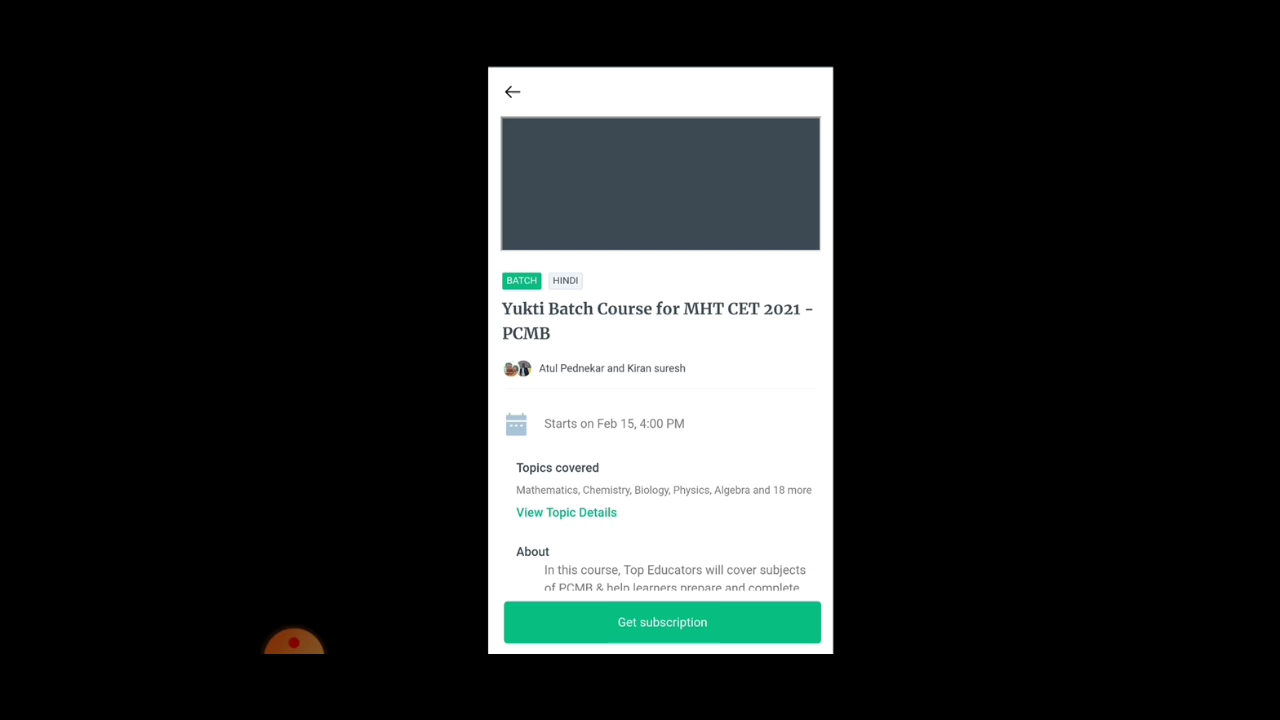 BATCH HINDI
Yukti Batch Course for MHT CET 2021 -
PCMB
Atul Pednekar and Kiran suresh
Starts on Feb 15, 4:00 PM
Topics covered
Mathematics, Chemistry, Biology, Physics, Algebra and 18 more
View Topic Details
About
In this course, Top Educators will cover subjects
of PCMB & help learners prepare and complete
Get subscription